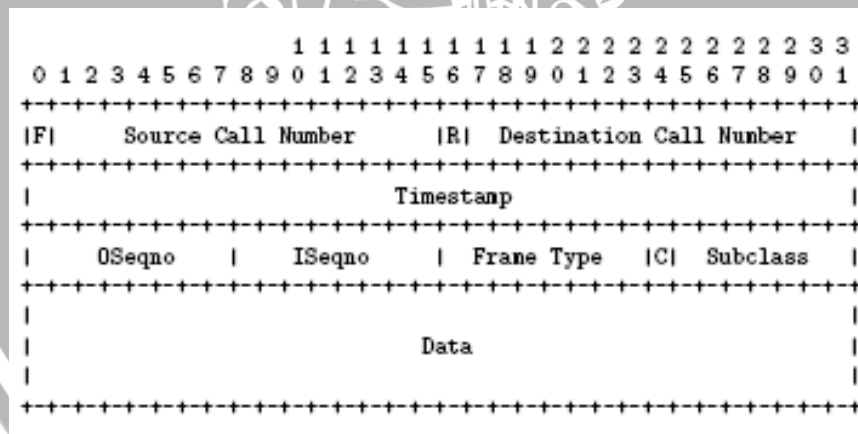 1 1 1 1 1 1 1 1 1 1 2 2 2 2 2 2 2 2 2 2 3 3
 0 1 2 3 4 5 6 7 8 9 0 1 2 3 4 5 6 7 8 9 0 1 2 3 4 5 6 7 8 9 0 1
+-+-+-+-+-+-+-+-+-+-+-+-+-+-+-+-+-+-+-+-+-+-+-+-+-+-+-+-+-+-+-+-+
|F|     Source Call Number      |R|   Destination Call Number   |
+-+-+-+-+-+-+-+-+-+-+-+-+-+-+-+-+-+-+-+-+-+-+-+-+-+-+-+-+-+-+-+-+
|                           Timestamp                           |
+-+-+-+-+-+-+-+-+-+-+-+-+-+-+-+-+-+-+-+-+-+-+-+-+-+-+-+-+-+-+-+-+
|     OSeqno    |    ISeqno     |  Frame Type   |C|  Subclass   |
+-+-+-+-+-+-+-+-+-+-+-+-+-+-+-+-+-+-+-+-+-+-+-+-+-+-+-+-+-+-+-+-+
|                                                               |
|                             Data                              |
|                                                               |
+-+-+-+-+-+-+-+-+-+-+-+-+-+-+-+-+-+-+-+-+-+-+-+-+-+-+-+-+-+-+-+-+